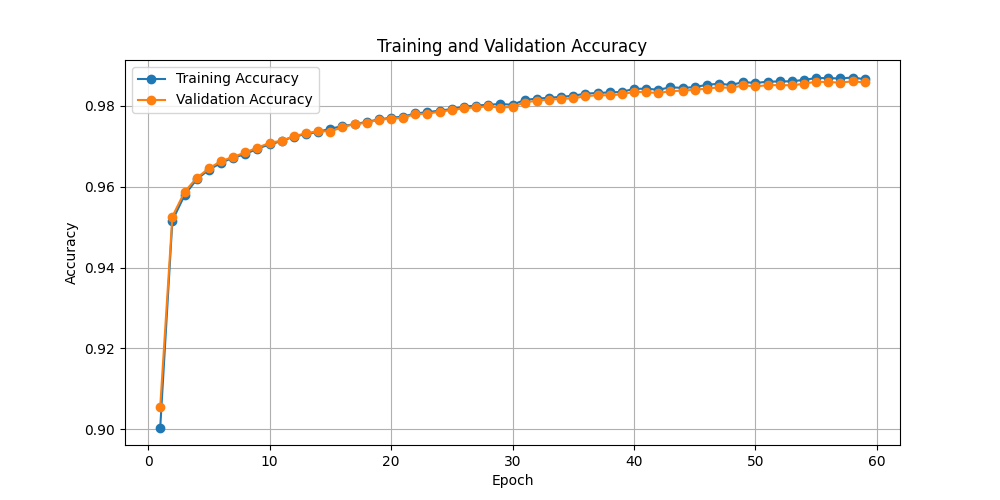 Training and Validation Accuracy
Training Accuracy
Validation Accuracy
0.98
0.96
0.94
0.92
0.90
Accuracy
0 10 20 30 40 50 60
Epoch